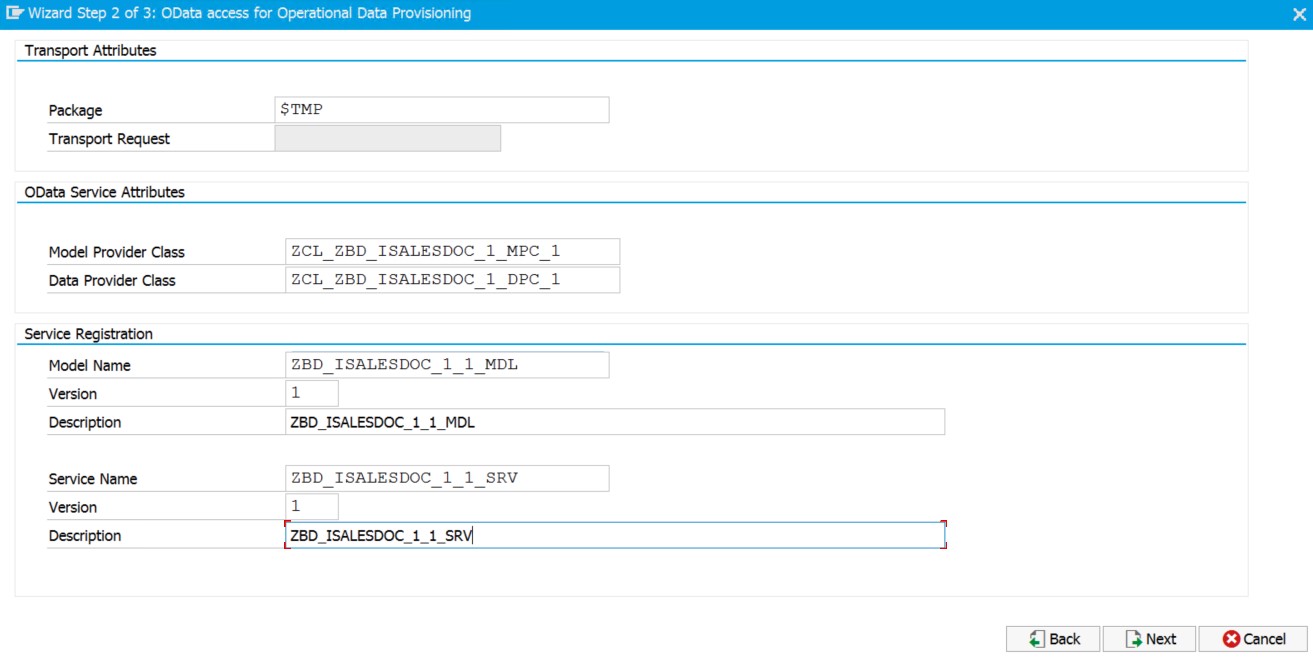 Wizard Step 2 of 3: OData access for Operational Data Provisioning
Transport Attributes
Package $TMP
Transport Request
OData Service Attributes
Model Provider Class ZCL_ZBD_ISALESDOC_1_MPC_1
Data Provider Class ZCL_ZBD_ISALESDOC_1_DPC_1
Service Registration
Model Name ZBD_ISALESDOC_1_1_MDL
Version 1
Description ZBD_ISALESDOC_1_1_MDL
Service Name ZBD_ISALESDOC_1_1_SRV
Version 1
Description ZBD_ISALESDOC_1_1_SRV
Back Next Cancel